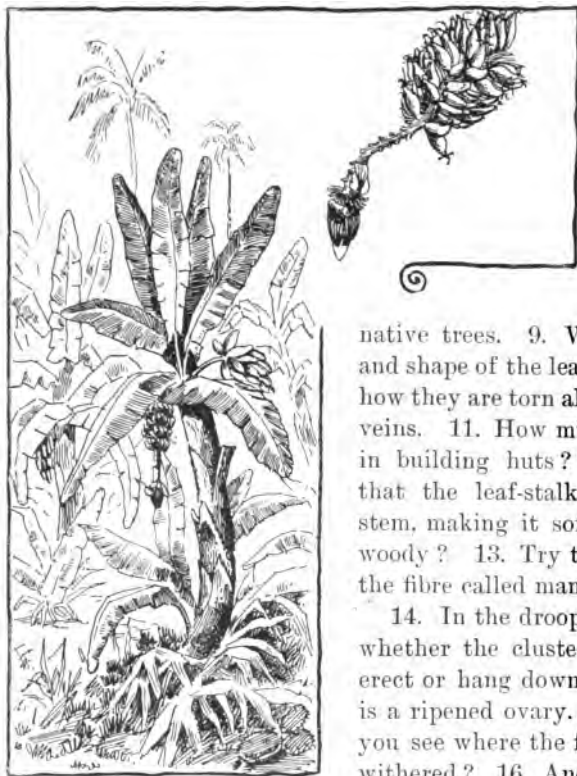 native trees. 9. W
and shape of the lea
how they are torn al
veins. 11. How mu
in building huts?
that the leaf-stalk
stem, making it so
woody? 13. Try t
the fibre called man
14. In the droop
whether the cluste
erect or hang down
is a ripened ovary.
you see where the f
withered? 16. An